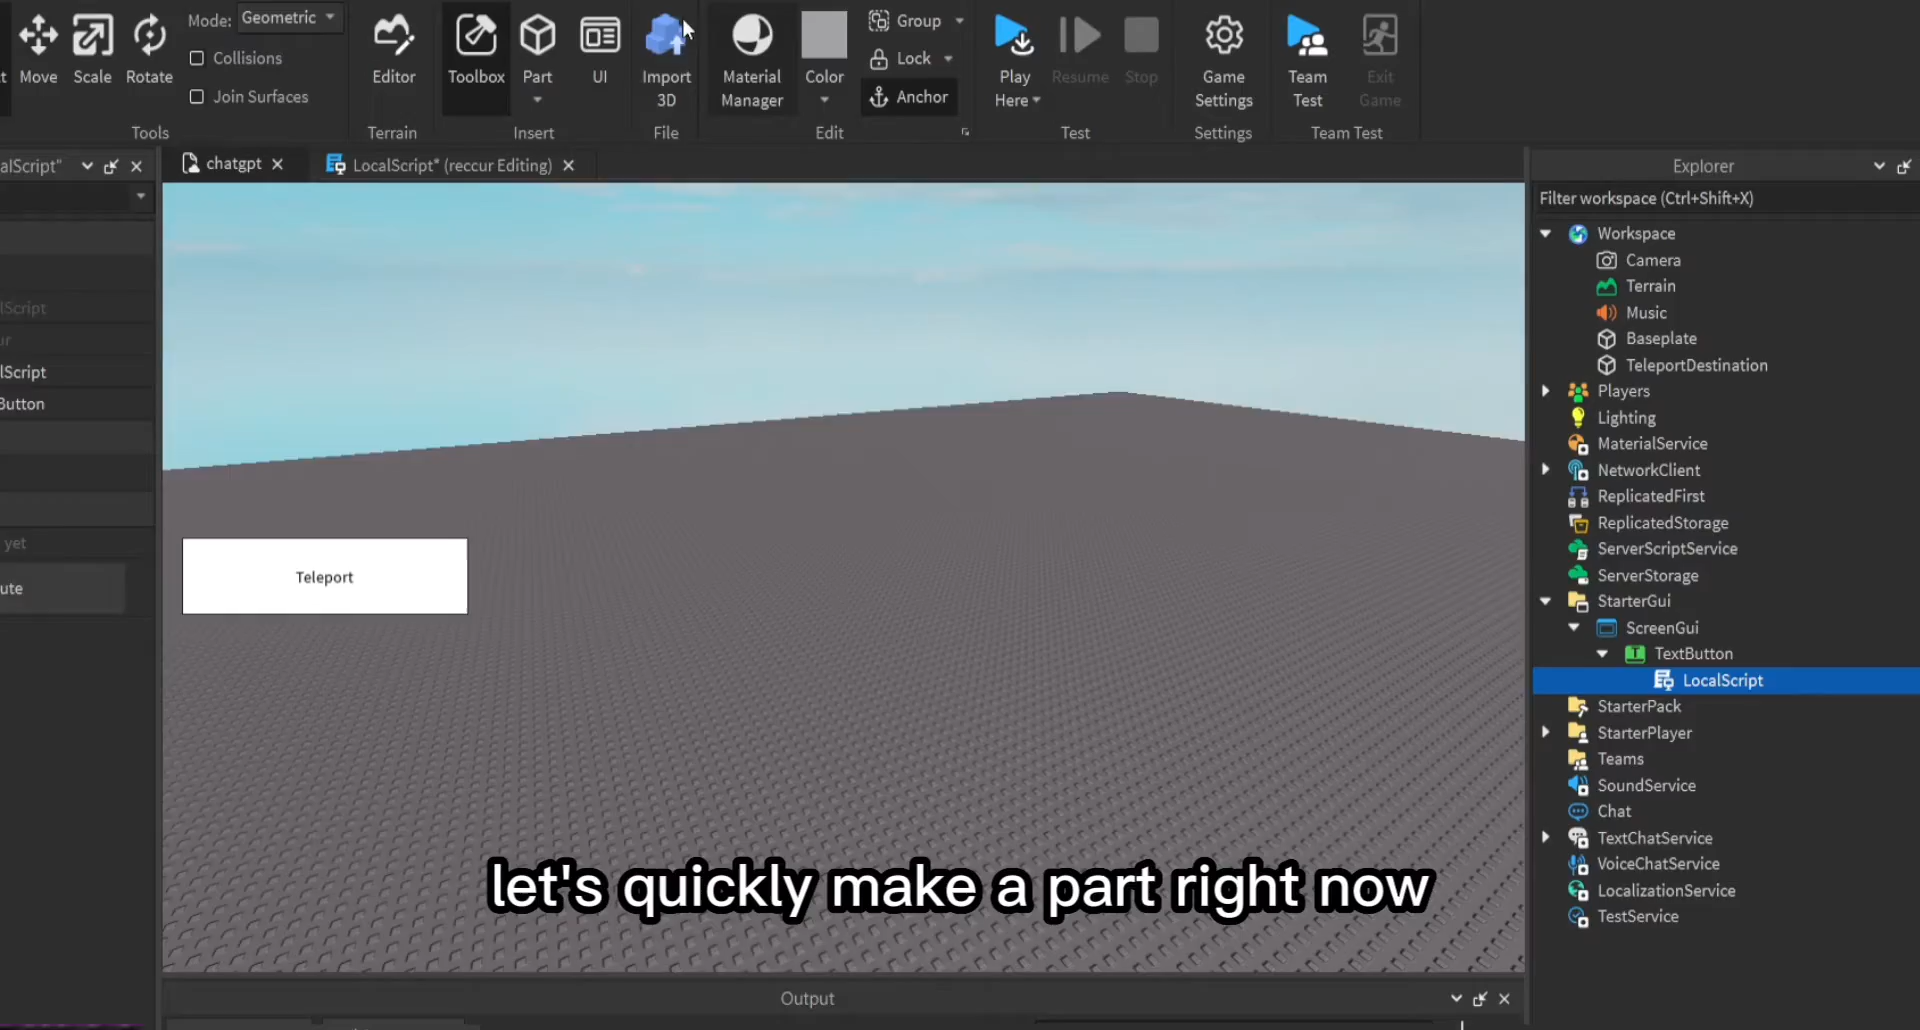 Mode: Geometric
Collisions
Join Surfaces
Move
Scale
Rotate
Tools
Editor
Terrain
Toolbox
Part
UI
Insert
Import
3D
File
Material
Manager
Color
Group
Lock
Anchor
Edit
Play
Here
Resume
Stop
Test
Game
Settings
Settings
Team
Test
Exit
Game
Team Test
alScript"
chatgpt
LocalScript* (reccur Editing)
Explorer
Filter workspace (Ctrl+Shift+X)
lScript
ur
lScript
Button
yet
ute
Teleport
Workspace
Camera
Terrain
Music
Baseplate
TeleportDestination
Players
Lighting
MaterialService
NetworkClient
ReplicatedFirst
ReplicatedStorage
ServerScriptService
ServerStorage
StarterGui
ScreenGui
TextButton
LocalScript
StarterPack
StarterPlayer
Teams
SoundService
Chat
TextChatService
VoiceChatService
LocalizationService
TestService
let's quickly make a part right now
Output